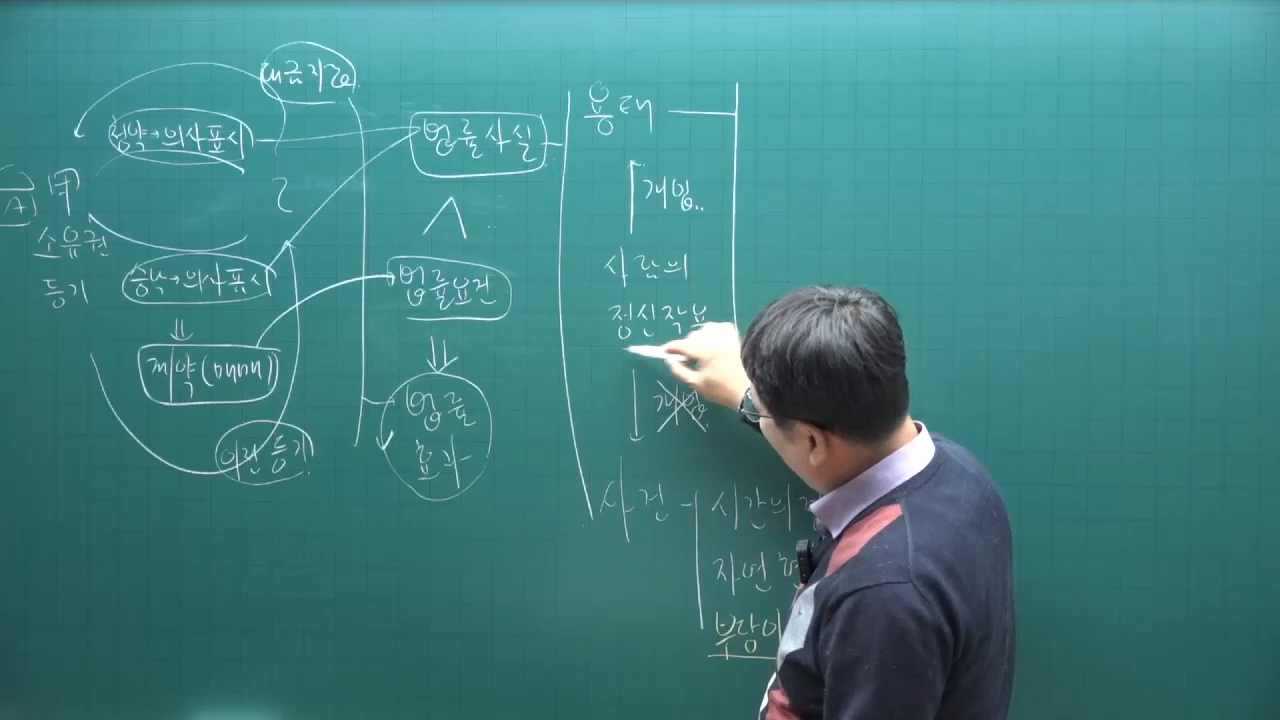 대금지급
청약→의사표시
甲
A
소유권
등기
승낙→의사표시
계약(매매)
이전등기
법률사실
법률요건
법률
효과
용태
개입
사람의
정신작용
개입
사건
시간의
자연현
부당이